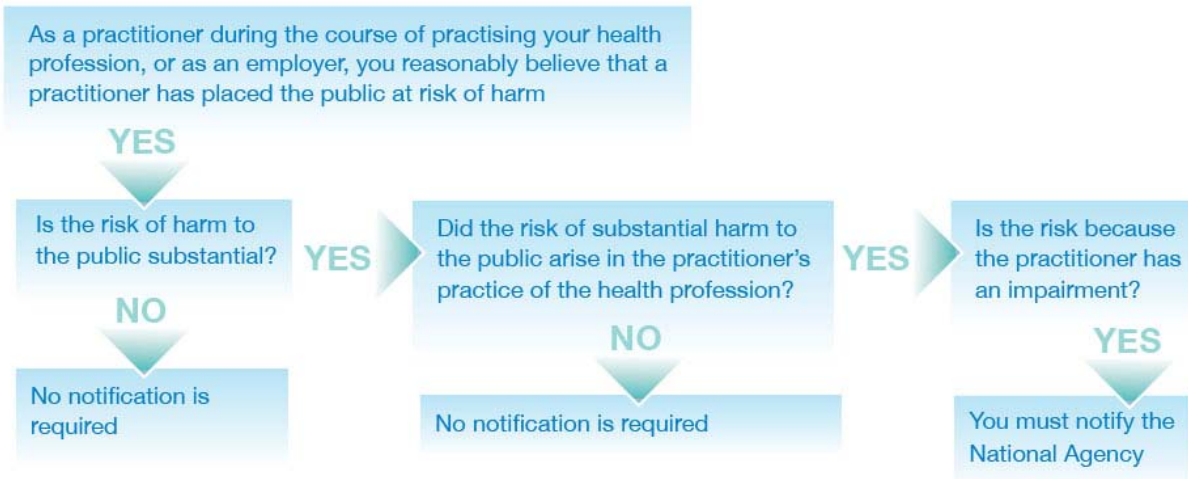 As a practitioner during the course of practising your health
profession, or as an employer, you reasonably believe that a
practitioner has placed the public at risk of harm
YES
Is the risk of harm to
the public substantial?
YES
Did the risk of substantial harm to
the public arise in the practitioner's
practice of the health profession?
YES
Is the risk because
the practitioner has
an impairment?
NO
No notification is
required
NO
No notification is required
YES
You must notify the
National Agency